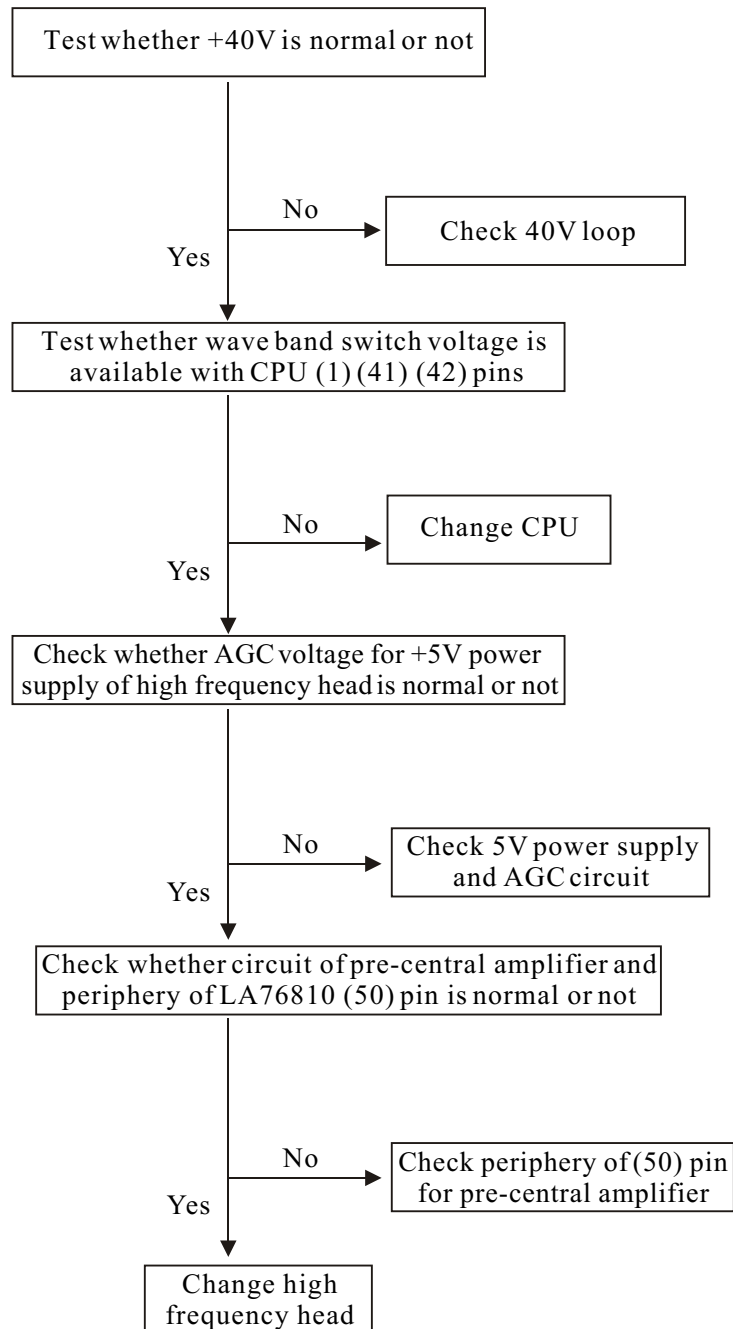 Test whether +40V is normal or not
No
Check 40V loop
Yes
Test whether wave band switch voltage is
available with CPU (1) (41) (42) pins
No
Change CPU
Yes
Check whether AGC voltage for +5V power
supply of high frequency head is normal or not
No
Check 5V power supply
and AGC circuit
Yes
Check whether circuit of pre-central amplifier and
periphery of LA76810 (50) pin is normal or not
No
Check periphery of (50) pin
for pre-central amplifier
Yes
Change high
frequency head